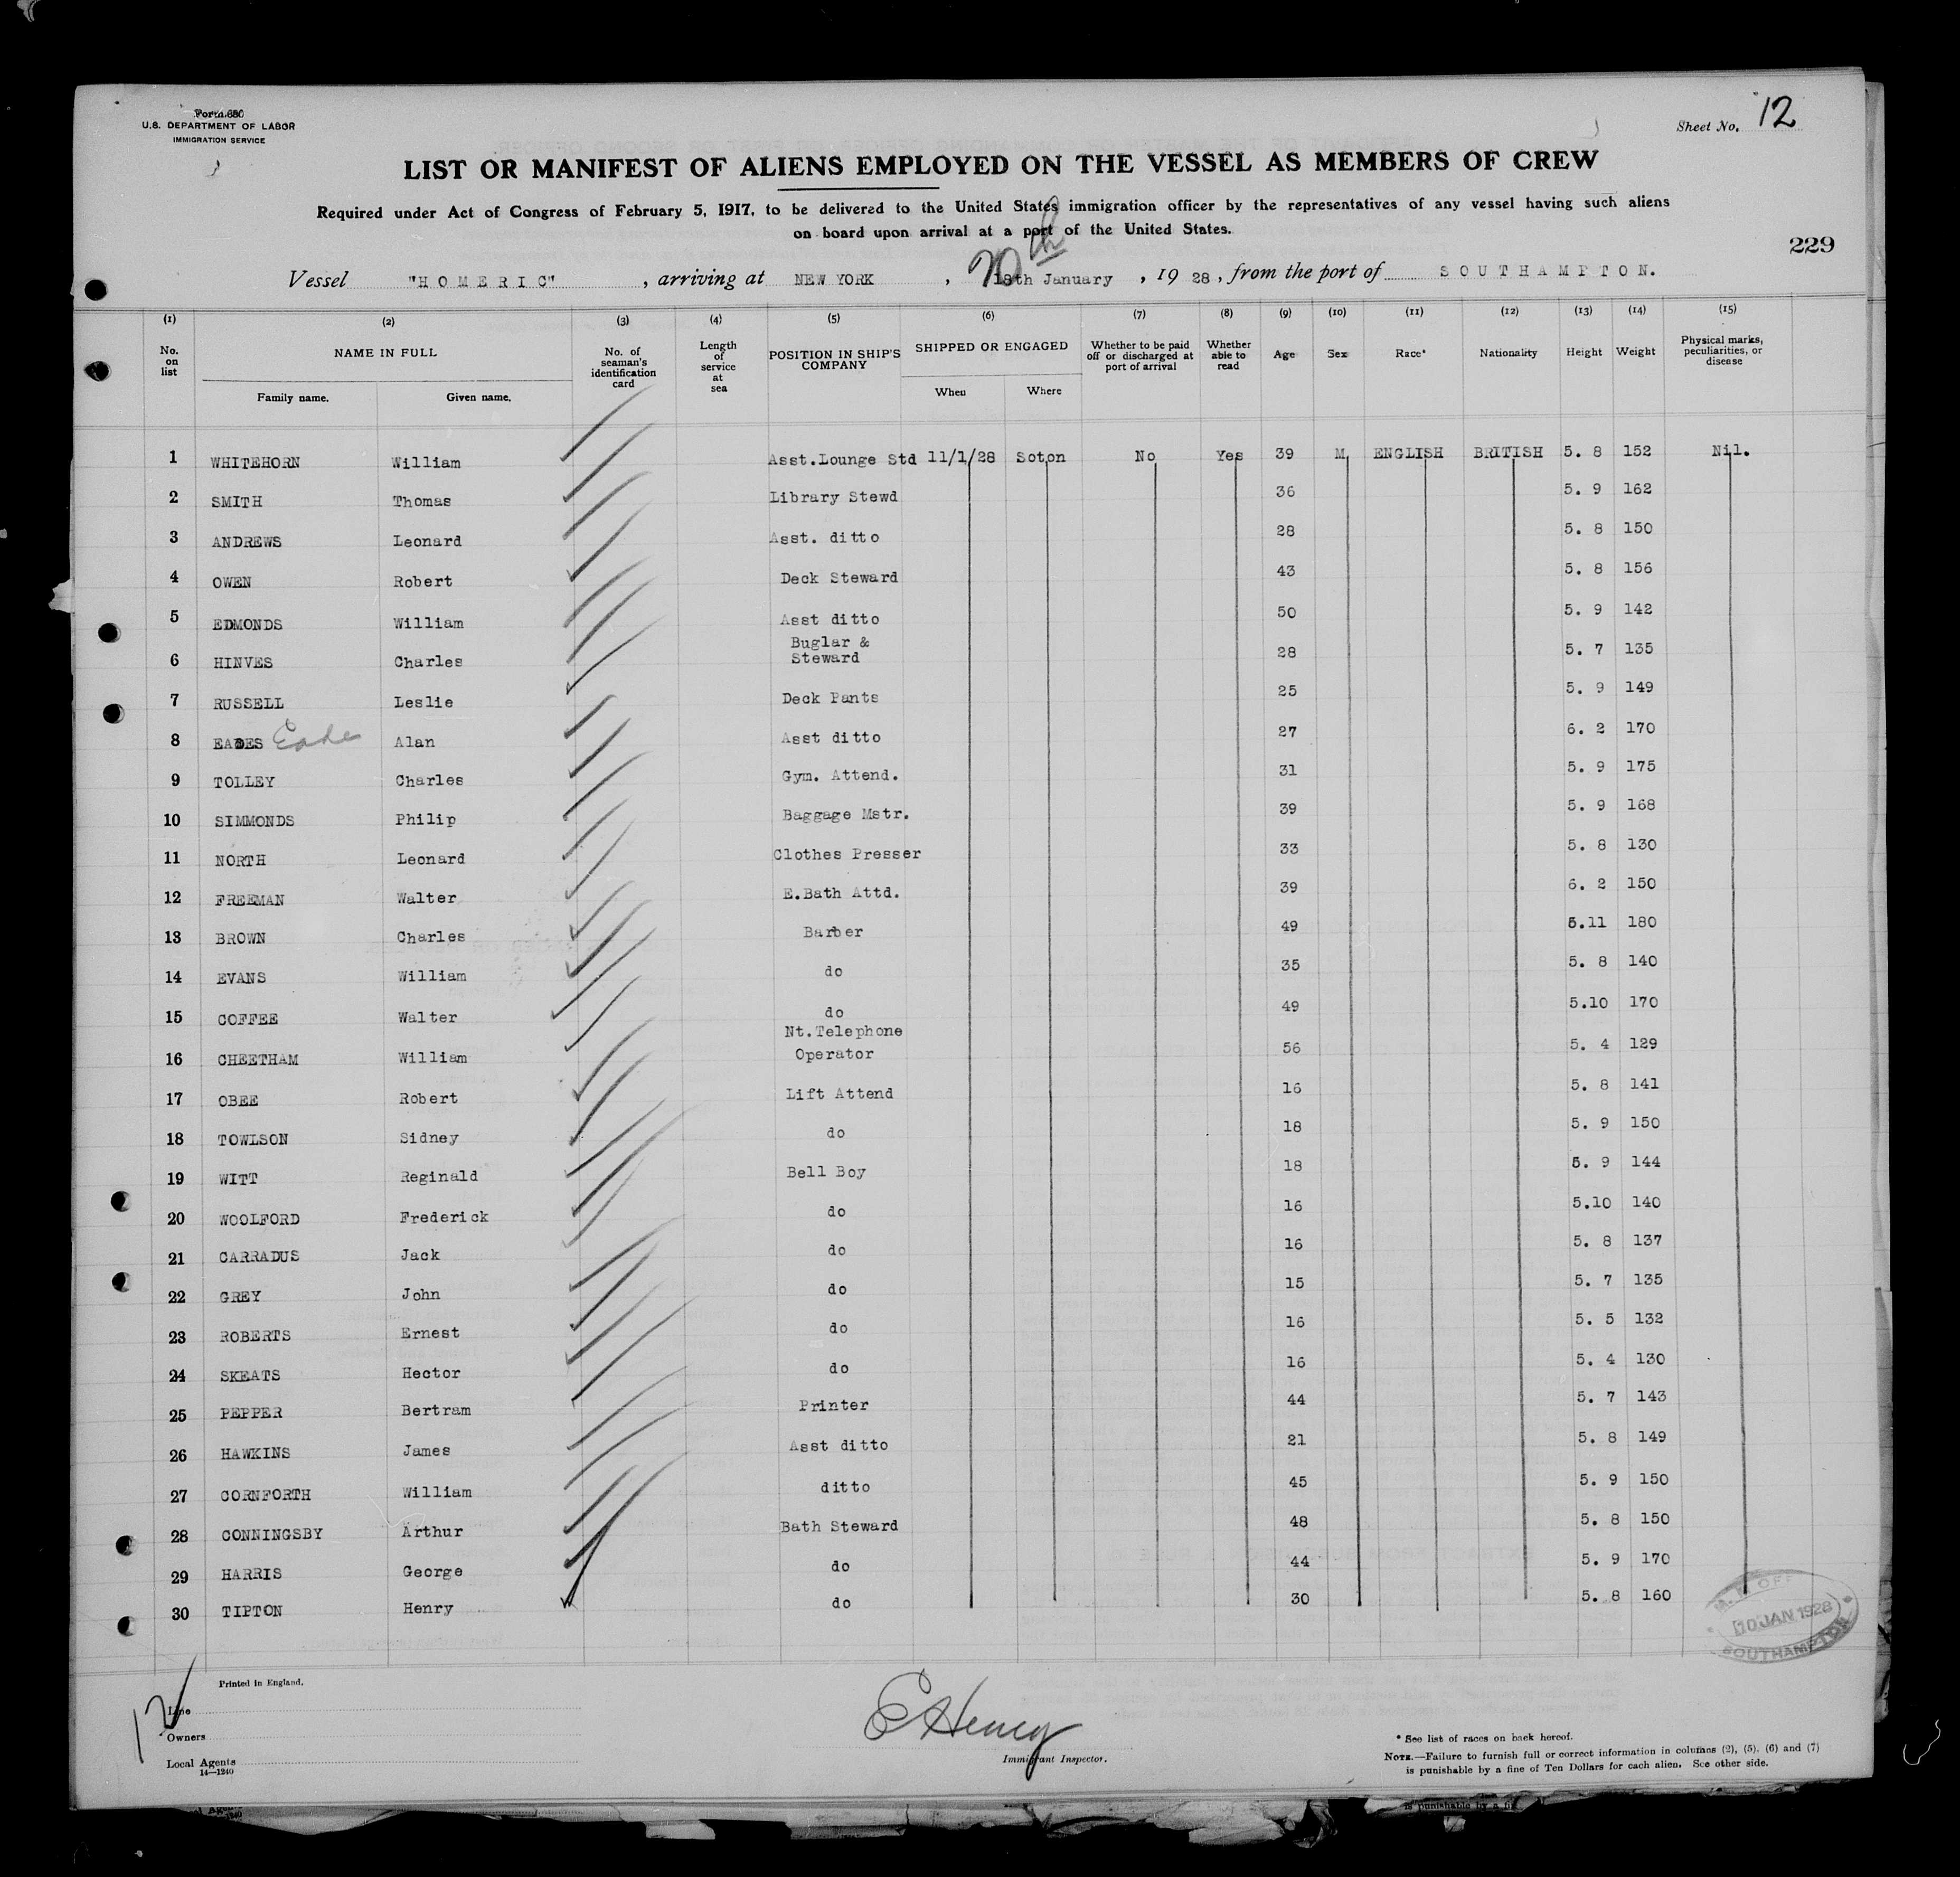 Form 680
U.S. DEPARTMENT OF LABOR
IMMIGRATION SERVICE
Sheet No. 12
LIST OR MANIFEST OF ALIENS EMPLOYED ON THE VESSEL AS MEMBERS OF CREW
Required under Act of Congress of February 5, 1917, to be delivered to the United States immigration officer by the representatives of any vessel having such aliens
on board upon arrival at a port of the United States.
229
20th
Vessel "HOMERIC", arriving at NEW YORK, 18th January, 1928, from the port of SOUTHAMPTON.
(1) (2) (3) (4) (5) (6) (7) (8) (9) (10) (11) (12) (13) (14) (15)
No. on list NAME IN FULL No. of seaman's identification card Length of service at sea POSITION IN SHIP'S COMPANY SHIPPED OR ENGAGED Whether to be paid off or discharged at port of arrival Whether able to read Age Sex Race* Nationality Height Weight Physical marks, peculiarities, or disease
Family name. Given name. When Where
1 WHITEHORN William Asst.Lounge Std 11/1/28 Soton No Yes 39 M ENGLISH BRITISH 5. 8 152 Nil.
2 SMITH Thomas Library Stewd 36 5. 9 162
3 ANDREWS Leonard Asst. ditto 28 5. 8 150
4 OWEN Robert Deck Steward 43 5. 8 156
5 EDMONDS William Asst ditto 50 5. 9 142
6 HINVES Charles Buglar & Steward 28 5. 7 135
7 RUSSELL Leslie Deck Pants 25 5. 9 149
8 EADES Eade Alan Asst ditto 27 6. 2 170
9 TOLLEY Charles Gym. Attend. 31 5. 9 175
10 SIMMONDS Philip Baggage Mstr. 39 5. 9 168
11 NORTH Leonard Clothes Presser 33 5. 8 130
12 FREEMAN Walter E.Bath Attd. 39 6. 2 150
13 BROWN Charles Barber 49 5.11 180
14 EVANS William do 35 5. 8 140
15 COFFEE Walter do 49 5.10 170
16 CHEETHAM William Nt.Telephone Operator 56 5. 4 129
17 OBEE Robert Lift Attend 16 5. 8 141
18 TOWLSON Sidney do 18 5. 9 150
19 WITT Reginald Bell Boy 18 5. 9 144
20 WOOLFORD Frederick do 16 5.10 140
21 CARRADUS Jack do 16 5. 8 137
22 GREY John do 15 5. 7 135
23 ROBERTS Ernest do 16 5. 5 132
24 SKEATS Hector do 16 5. 4 130
25 PEPPER Bertram Printer 44 5. 7 143
26 HAWKINS James Asst ditto 21 5. 8 149
27 CORNFORTH William ditto 45 5. 9 150
28 CONNINGSBY Arthur Bath Steward 48 5. 8 150
29 HARRIS George do 44 5. 9 170
30 TIPTON Henry do 30 5. 8 160
10 JAN 1928
SOUTHAMPTON
Printed in England.
12
Line
Owners
Local Agents
14—1240
E Henry
Immigrant Inspector.
* See list of races on back hereof.
NOTE.—Failure to furnish full or correct information in columns (2), (5), (6) and (7)
is punishable by a fine of Ten Dollars for each alien. See other side.
is punishable by a fi